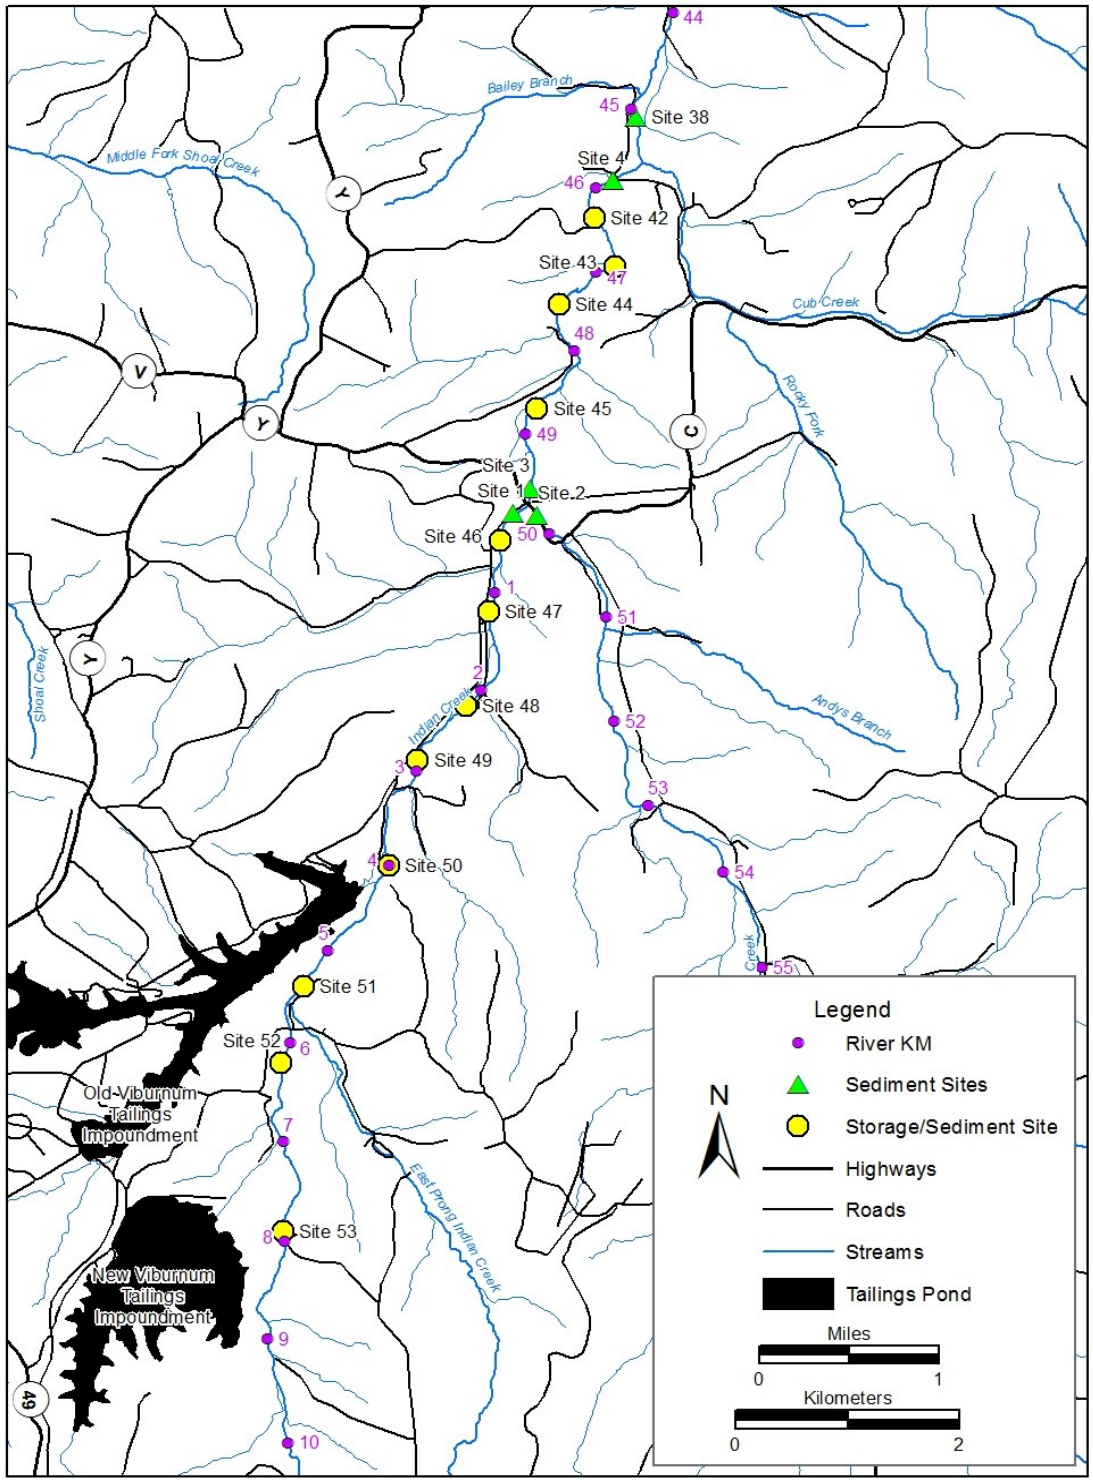 44
Bailey Branch
45
Site 38
Middle Fork Shoal Creek
Site 4
46
Y
Site 42
Site 43
47
Site 44
Cub Creek
48
V
Rocky Fork
Site 45
Y
C
49
Site 3
Site 1
Site 2
50
Site 46
1
Site 47
51
Y
Shoal Creek
2
Indian Creek
Site 48
52
Andys Branch
Site 49
3
53
4
Site 50
54
5
Creek
55
Site 51
Site 52
6
Old Viburnum
Tailings
Impoundment
7
East Prong Indian Creek
Site 53
8
New Viburnum
Tailings
Impoundment
9
49
10
Legend
River KM
Sediment Sites
N
Storage/Sediment Site
Highways
Roads
Streams
Tailings Pond
Miles
0 1
Kilometers
0 2